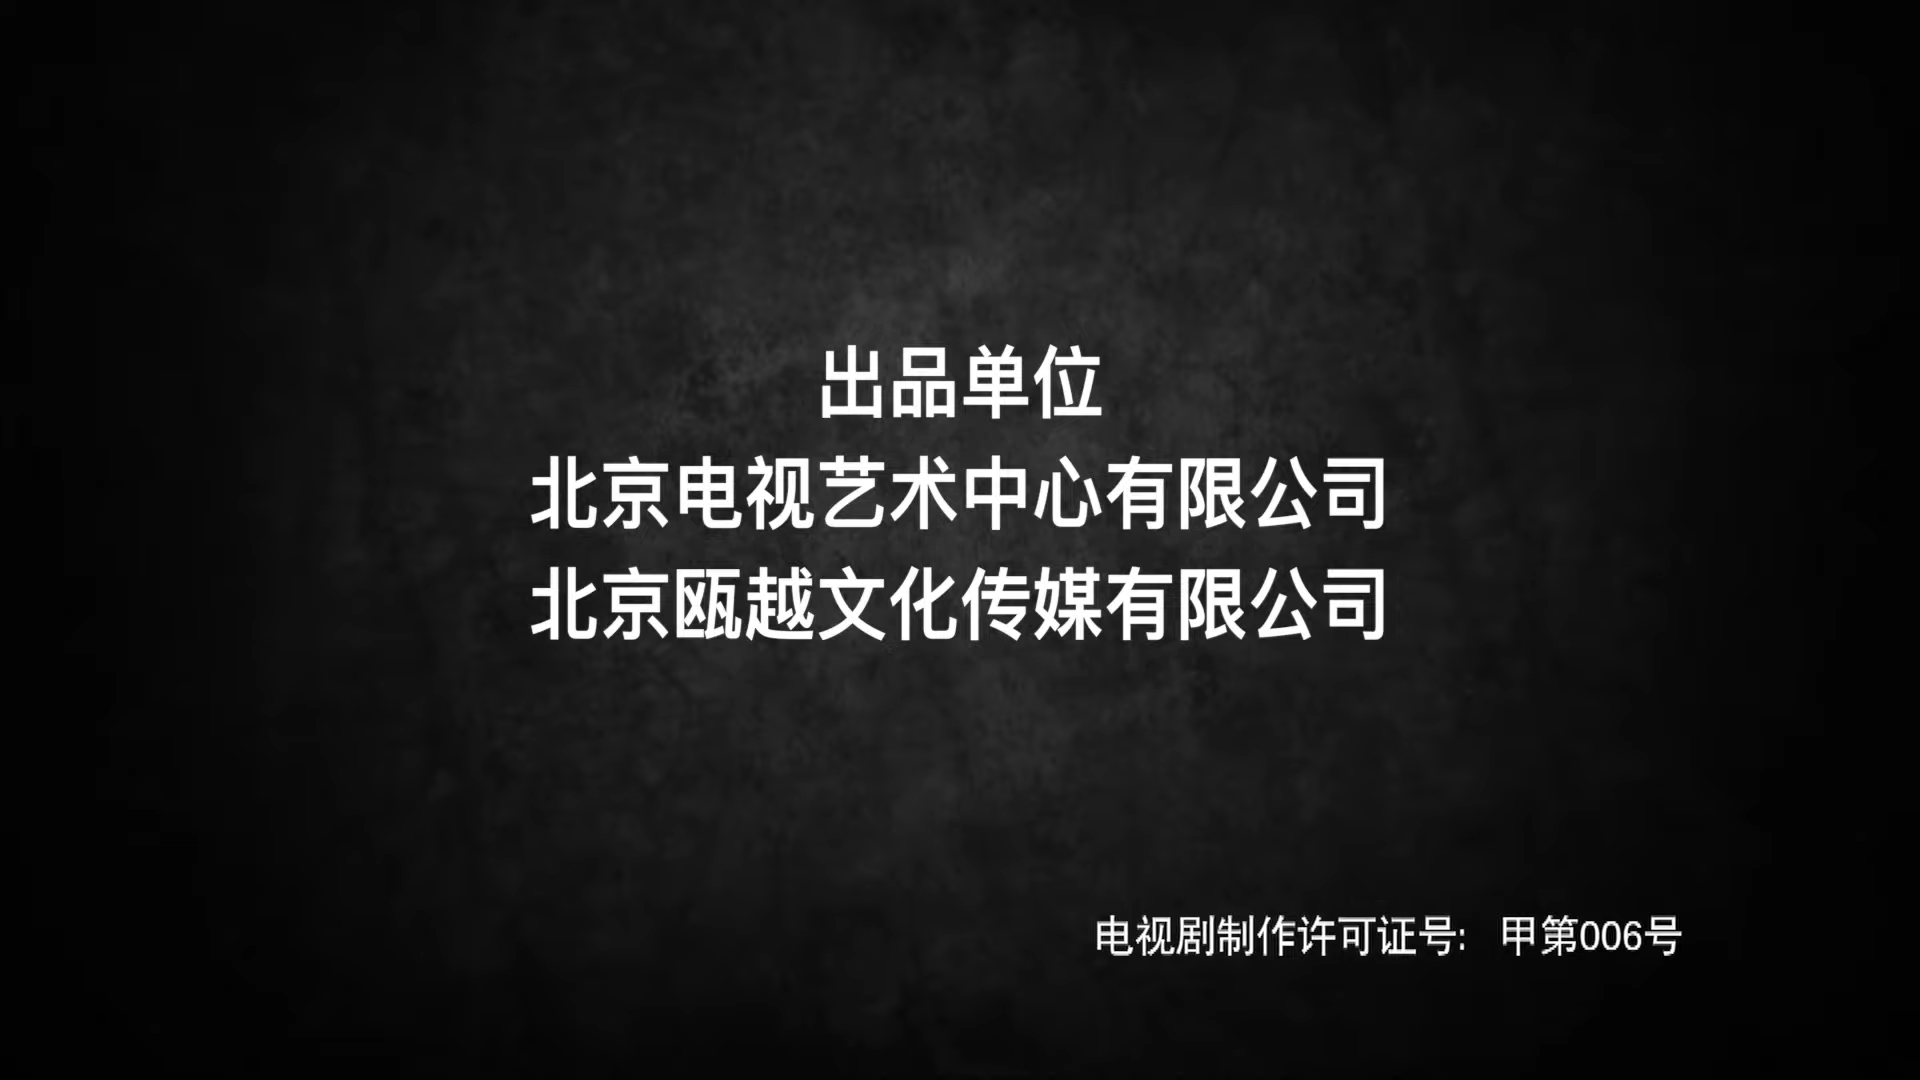 出品单位
北京电视艺术中心有限公司
北京瓯越文化传媒有限公司
电视剧制作许可证号: 甲第006号